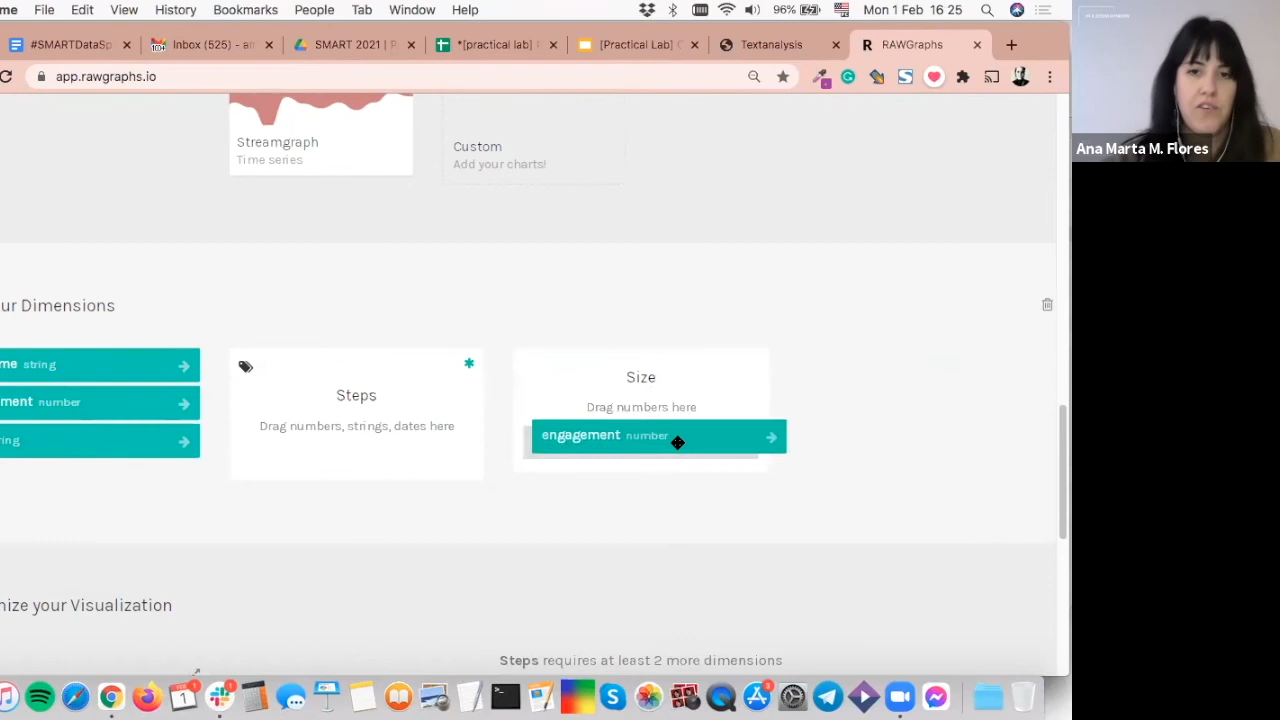 File Edit View History Bookmarks People Tab Window Help 96% Mon 1 Feb 16 25
#SMARTDataSp Inbox (525) - am SMART 2021 | P *[practical lab] F [Practical Lab] C Textanalysis RAWGraphs
app.rawgraphs.io
Streamgraph
Time series
Custom
Add your charts!
Ana Marta M. Flores
ur Dimensions
me string
ment number
ring
Steps
Drag numbers, strings, dates here
Size
Drag numbers here
engagement number
nize your Visualization
Steps requires at least 2 more dimensions